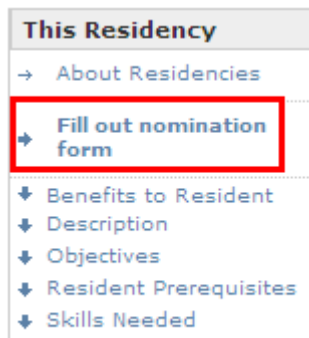 This Residency
→ About Residencies
Fill out nomination
form
Benefits to Resident
Description
Objectives
Resident Prerequisites
Skills Needed